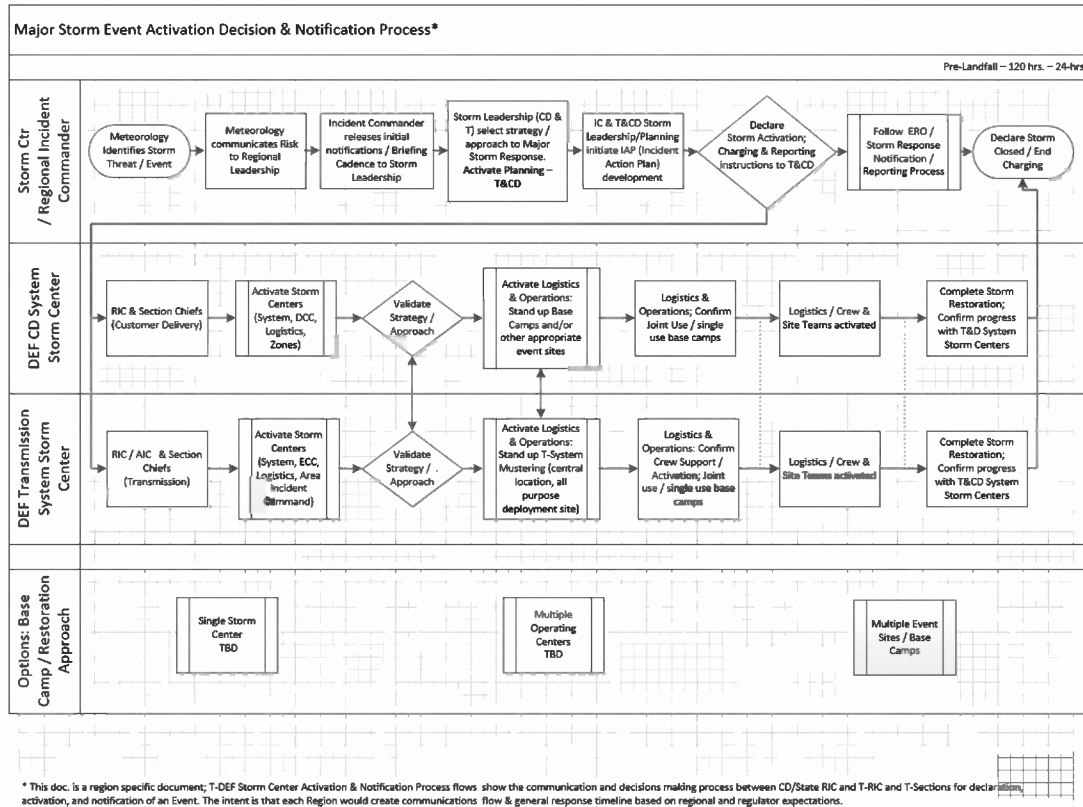 Major Storm Event Activation Decision & Notification Process*
Pre-Landfall – 120 hrs. – 24-hrs
Storm Ctr
/ Regional Incident
Commander
Meteorology
Identifies Storm
Threat / Event
Meteorology
communicates Risk
to Regional
Leadership
Incident Commander
releases initial
notifications / Briefing
Cadence to Storm
Leadership
Storm Leadership (CD &
T) select strategy /
approach to Major
Storm Response.
Activate Planning –
T&CD
IC & T&CD Storm
Leadership/Planning
initiate IAP (Incident
Action Plan)
development
Declare
Storm Activation;
Charging & Reporting
instructions to T&CD
Follow ERO /
Storm Response
Notification /
Reporting Process
Declare Storm
Closed / End
Charging
DEF CD System
Storm Center
RIC & Section Chiefs
(Customer Delivery)
Activate Storm
Centers
(System, DCC,
Logistics,
Zones)
Validate
Strategy /
Approach
Activate Logistics
& Operations:
Stand up Base
Camps and/or
other appropriate
event sites
Logistics &
Operations; Confirm
Joint Use / single
use base camps
Logistics / Crew &
Site Teams activated
Complete Storm
Restoration;
Confirm progress
with T&D System
Storm Centers
DEF Transmission
System Storm
Center
RIC / AIC & Section
Chiefs
(Transmission)
Activate Storm
Centers
(System, ECC,
Logistics, Area
Incident
Command)
Validate
Strategy /
Approach
Activate Logistics
& Operations:
Stand up T-System
Mustering (central
location, all
purpose
deployment site)
Logistics &
Operations: Confirm
Crew Support /
Activation; Joint
use / single use base
camps
Logistics / Crew &
Site Teams activated
Complete Storm
Restoration;
Confirm progress
with T&CD System
Storm Centers
Options: Base
Camp / Restoration
Approach
Single Storm
Center
TBD
Multiple
Operating
Centers
TBD
Multiple Event
Sites / Base
Camps
* This doc. is a region specific document; T-DEF Storm Center Activation & Notification Process flows show the communication and decisions making process between CD/State RIC and T-RIC and T-Sections for declaration,
activation, and notification of an Event. The intent is that each Region would create communications flow & general response timeline based on regional and regulator expectations.